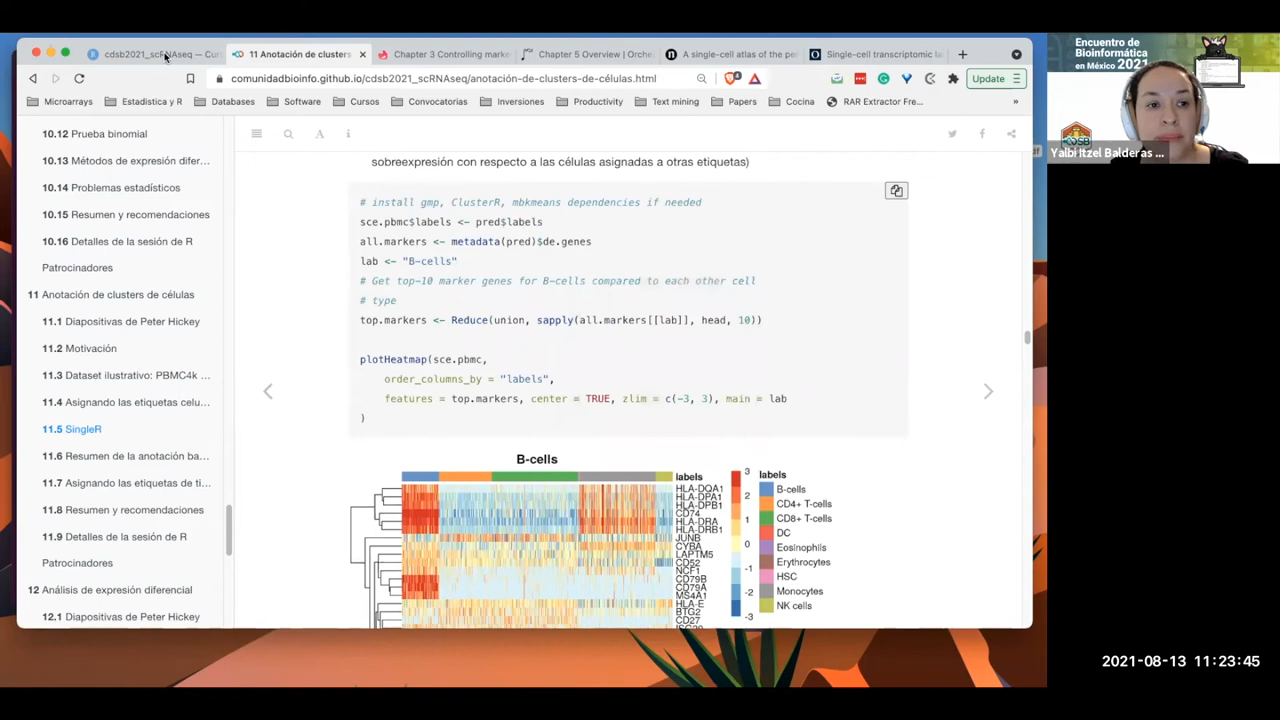 cdsb2021_scRNAseq — Cu
11 Anotación de clusters
Chapter 3 Controlling marke
Chapter 5 Overview | Orche
A single-cell atlas of the pe
Single-cell transcriptomic la
comunidadbioinfo.github.io/cdsb2021_scRNAseq/anotación-de-clusters-de-células.html
4
Update
Microarrays
Estadistica y R
Databases
Software
Cursos
Convocatorias
Inversiones
Productivity
Text mining
Papers
Cocina
RAR Extractor Fre...
»
10.12 Prueba binomial
10.13 Métodos de expresión difer...
10.14 Problemas estadísticos
10.15 Resumen y recomendaciones
10.16 Detalles de la sesión de R
Patrocinadores
11 Anotación de clusters de células
11.1 Diapositivas de Peter Hickey
11.2 Motivación
11.3 Dataset ilustrativo: PBMC4k ...
11.4 Asignando las etiquetas celu...
11.5 SingleR
11.6 Resumen de la anotación ba...
11.7 Asignando las etiquetas de ti...
11.8 Resumen y recomendaciones
11.9 Detalles de la sesión de R
Patrocinadores
12 Análisis de expresión diferencial
12.1 Diapositivas de Peter Hickey
sobreexpresión con respecto a las células asignadas a otras etiquetas)
# install gmp, ClusterR, mbkmeans dependencies if needed
sce.pbmc$labels <- pred$labels
all.markers <- metadata(pred)$de.genes
lab <- "B-cells"
# Get top-10 marker genes for B-cells compared to each other cell
# type
top.markers <- Reduce(union, sapply(all.markers[[lab]], head, 10))
plotHeatmap(sce.pbmc,
order_columns_by = "labels",
features = top.markers, center = TRUE, zlim = c(-3, 3), main = lab
)
B-cells
labels
HLA-DQA1
HLA-DPA1
HLA-DPB1
CD74
HLA-DRA
HLA-DRB1
JUNB
CYBA
LAPTM5
CD52
NCF1
CD79B
CD79A
MS4A1
HLA-E
BTG2
CD27
3
2
1
0
-1
-2
-3
labels
B-cells
CD4+ T-cells
CD8+ T-cells
DC
Eosinophils
Erythrocytes
HSC
Monocytes
NK cells
Encuentro de
Bioinformática
en México 2021
Yalbi Itzel Balderas ...
2021-08-13 11:23:45